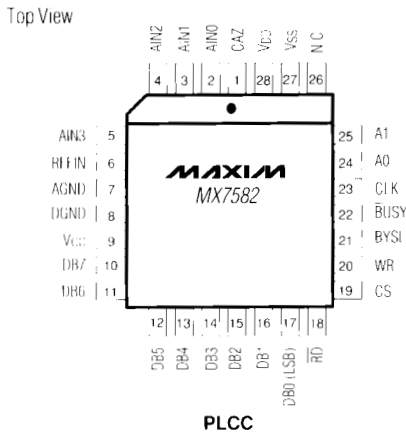 Top View
AIN2 AIN1 AIN0 CAZ VDD VSS N.C.
4 3 2 1 28 27 26
AIN3 5
REFIN 6
AGND 7
DGND 8
VCC 9
DB7 10
DB6 11
MAXIM
MX7582
25 A1
24 A0
23 CLK
22 BUSY
21 BYSL
20 WR
19 CS
12 13 14 15 16 17 18
DB5 DB4 DB3 DB2 DB1 DB0 (LSB) RD
PLCC